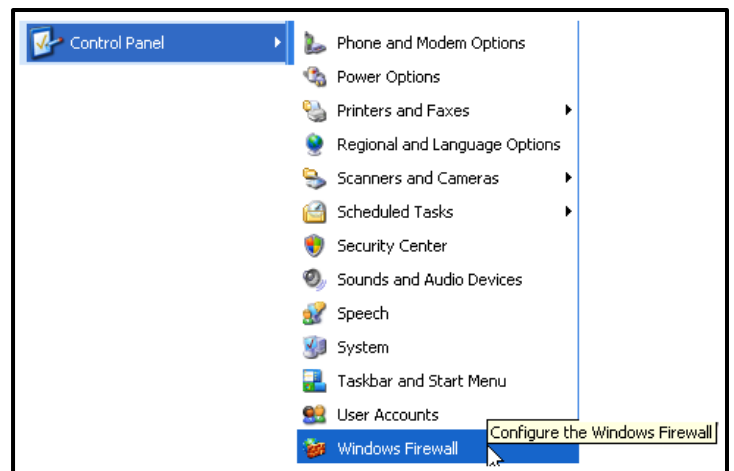 Control Panel
Phone and Modem Options
Power Options
Printers and Faxes
Regional and Language Options
Scanners and Cameras
Scheduled Tasks
Security Center
Sounds and Audio Devices
Speech
System
Taskbar and Start Menu
User Accounts
Configure the Windows Firewall
Windows Firewall